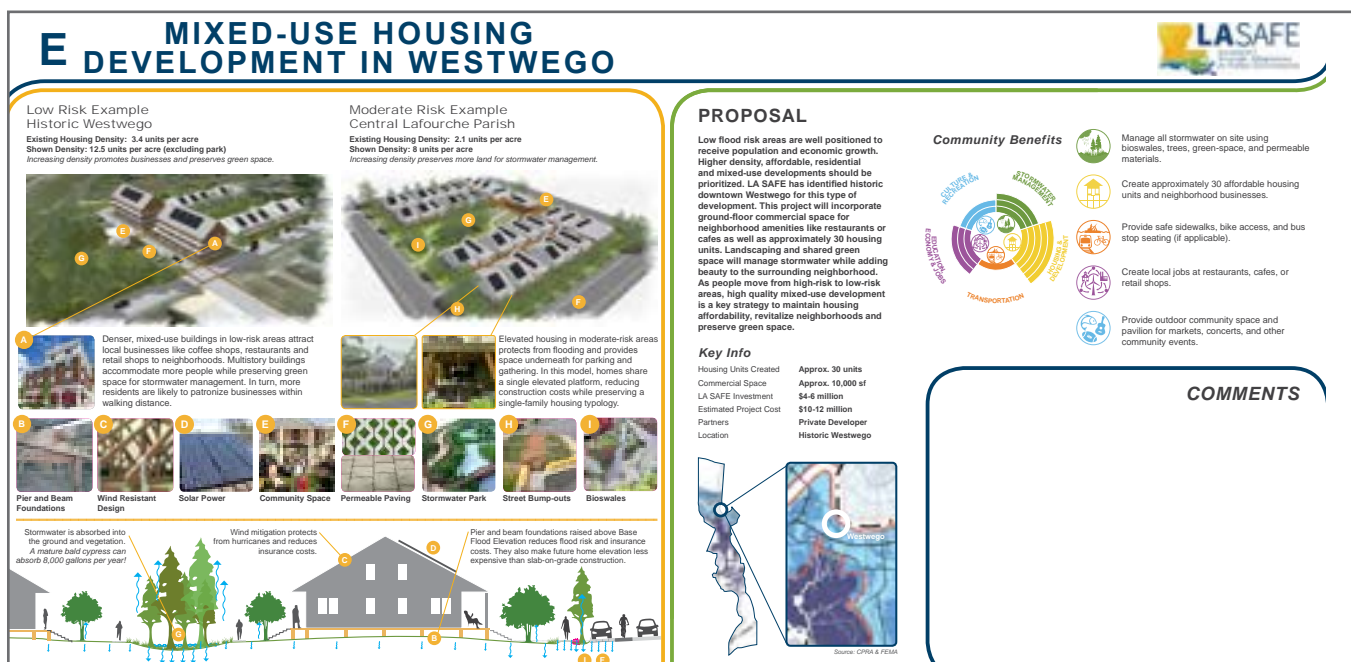 E
MIXED-USE HOUSING
DEVELOPMENT IN WESTWEGO
LA SAFE
Low Risk Example
Historic Westwego
Existing Housing Density: 3.4 units per acre
Shown Density: 12.5 units per acre (excluding park)
Increasing density promotes businesses and preserves green space.
E
F
G
A
Moderate Risk Example
Central Lafourche Parish
Existing Housing Density: 2.1 units per acre
Shown Density: 8 units per acre
Increasing density preserves more land for stormwater management.
E
G
I
F
H
A
Denser, mixed-use buildings in low-risk areas attract
local businesses like coffee shops, restaurants and
retail shops to neighborhoods. Multistory buildings
accommodate more people while preserving green
space for stormwater management. In turn, more
residents are likely to patronize businesses within
walking distance.
Elevated housing in moderate-risk areas
protects from flooding and provides
space underneath for parking and
gathering. In this model, homes share
a single elevated platform, reducing
construction costs while preserving a
single-family housing typology.
B
C
D
E
F
G
H
I
Pier and Beam
Foundations
Wind Resistant
Design
Solar Power
Community Space
Permeable Paving
Stormwater Park
Street Bump-outs
Bioswales
Stormwater is absorbed into
the ground and vegetation.
A mature bald cypress can
absorb 8,000 gallons per year!
Wind mitigation protects
from hurricanes and reduces
insurance costs.
Pier and beam foundations raised above Base
Flood Elevation reduces flood risk and insurance
costs. They also make future home elevation less
expensive than slab-on-grade construction.
D
C
G
B
I
F
PROPOSAL
Low flood risk areas are well positioned to
receive population and economic growth.
Higher density, affordable, residential
and mixed-use developments should be
prioritized. LA SAFE has identified historic
downtown Westwego for this type of
development. This project will incorporate
ground-floor commercial space for
neighborhood amenities like restaurants or
cafes as well as approximately 30 housing
units. Landscaping and shared green
space will manage stormwater while adding
beauty to the surrounding neighborhood.
As people move from high-risk to low-risk
areas, high quality mixed-use development
is a key strategy to maintain housing
affordability, revitalize neighborhoods and
preserve green space.
Key Info
Housing Units Created Approx. 30 units
Commercial Space Approx. 10,000 sf
LA SAFE Investment $4-6 million
Estimated Project Cost $10-12 million
Partners Private Developer
Location Historic Westwego
Westwego
Source: CPRA & FEMA
Community Benefits
CULTURE &
RECREATION
STORMWATER
MANAGEMENT
EDUCATION,
ECONOMY & JOBS
HOUSING &
DEVELOPMENT
TRANSPORTATION
Manage all stormwater on site using
bioswales, trees, green-space, and permeable
materials.
Create approximately 30 affordable housing
units and neighborhood businesses.
Provide safe sidewalks, bike access, and bus
stop seating (if applicable).
Create local jobs at restaurants, cafes, or
retail shops.
Provide outdoor community space and
pavilion for markets, concerts, and other
community events.
COMMENTS